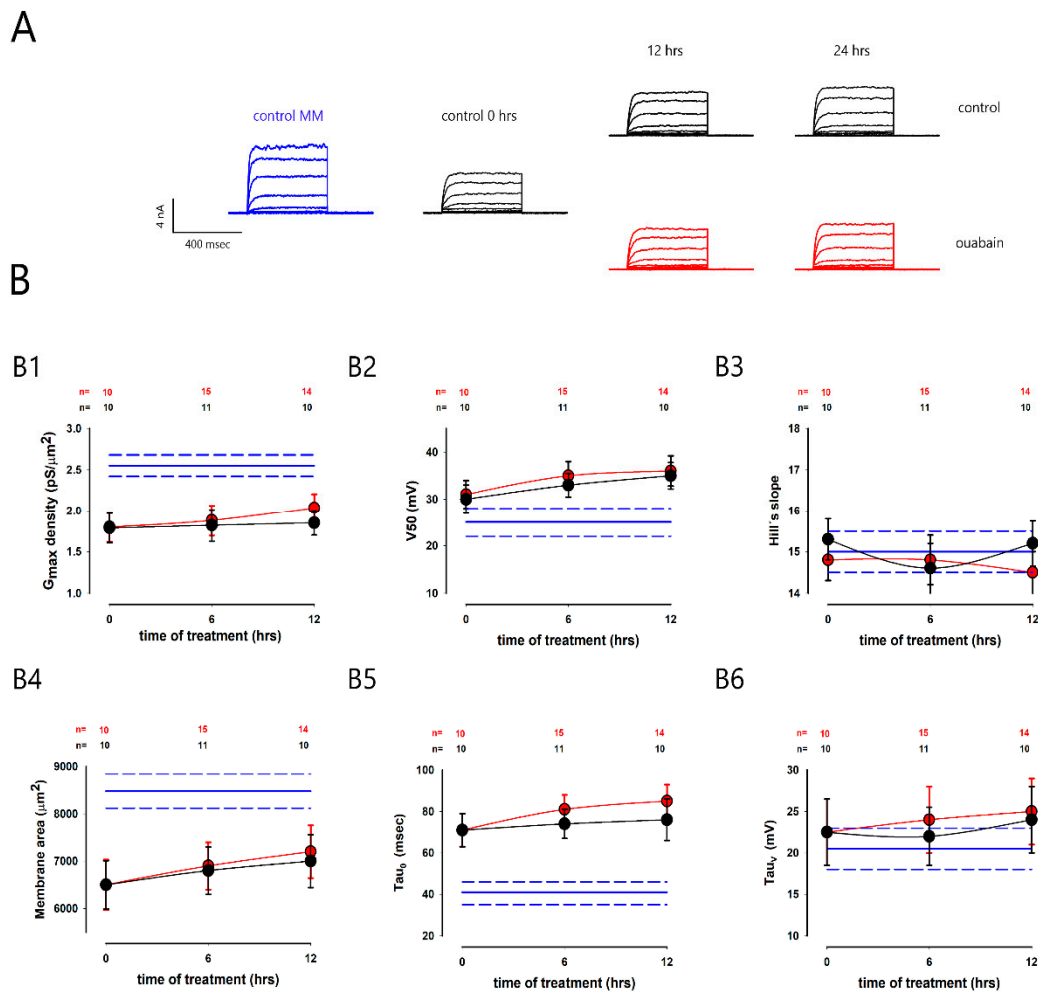 A
12 hrs
24 hrs
control MM
control 0 hrs
control
4 nA
400 msec
ouabain
B
B1
n= 10 15 14
n= 10 11 10
Gmax density (pS/μm²)
3.0
2.5
2.0
1.5
1.0
0 6 12
time of treatment (hrs)
B2
n= 10 15 14
n= 10 11 10
V50 (mV)
40
30
20
10
0 6 12
time of treatment (hrs)
B3
n= 10 15 14
n= 10 11 10
Hill´s slope
18
17
16
15
14
0 6 12
time of treatment (hrs)
B4
n= 10 15 14
n= 10 11 10
Membrane area (μm²)
9000
8000
7000
6000
0 6 12
time of treatment (hrs)
B5
n= 10 15 14
n= 10 11 10
Tau₀ (msec)
100
80
60
40
20
0 6 12
time of treatment (hrs)
B6
n= 10 15 14
n= 10 11 10
Tauᵥ (mV)
30
25
20
15
10
0 6 12
time of treatment (hrs)